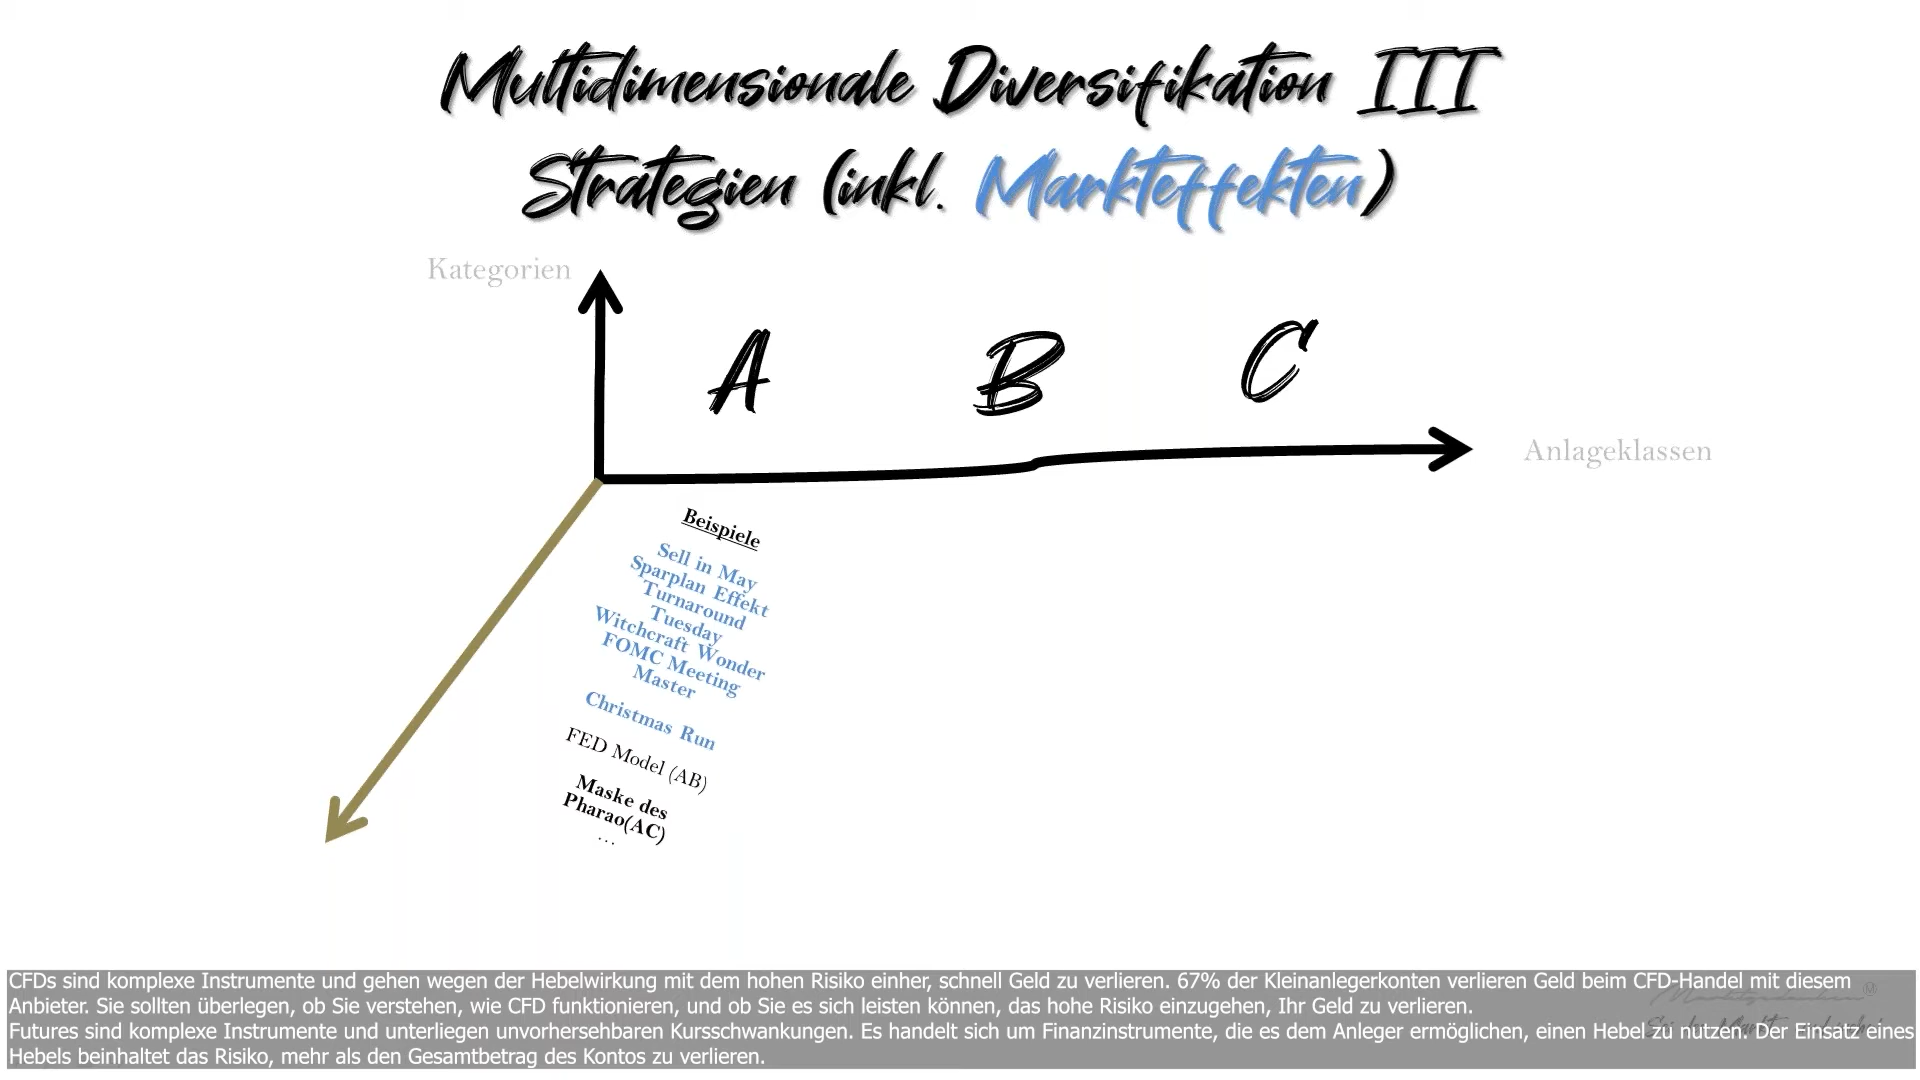 Multidimensionale Diversifikation III
Strategien (inkl. Markteffekten)
Kategorien
A B C
Anlageklassen
Beispiele
Sell in May
Sparplan Effekt
Turnaround
Tuesday
Witchcraft Wonder
FOMC Meeting
Master
Christmas Run
FED Model (AB)
Maske des
Pharao(AC)
...
CFDs sind komplexe Instrumente und gehen wegen der Hebelwirkung mit dem hohen Risiko einher, schnell Geld zu verlieren. 67% der Kleinanlegerkonten verlieren Geld beim CFD-Handel mit diesem
Anbieter. Sie sollten überlegen, ob Sie verstehen, wie CFD funktionieren, und ob Sie es sich leisten können, das hohe Risiko einzugehen, Ihr Geld zu verlieren.
Futures sind komplexe Instrumente und unterliegen unvorhersehbaren Kursschwankungen. Es handelt sich um Finanzinstrumente, die es dem Anleger ermöglichen, einen Hebel zu nutzen. Der Einsatz eines
Hebels beinhaltet das Risiko, mehr als den Gesamtbetrag des Kontos zu verlieren.